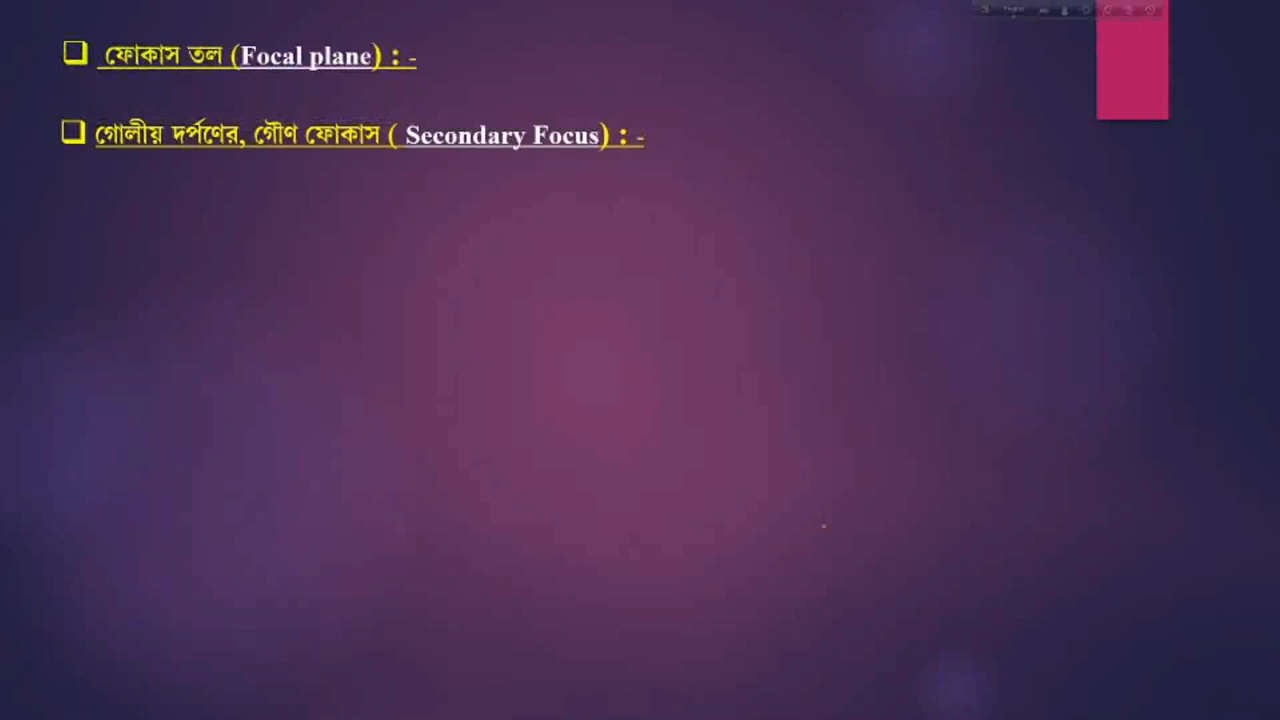 ❑ ফোকাস তল (Focal plane) : -
❑ গোলীয় দর্পণের, গৌণ ফোকাস ( Secondary Focus) : -